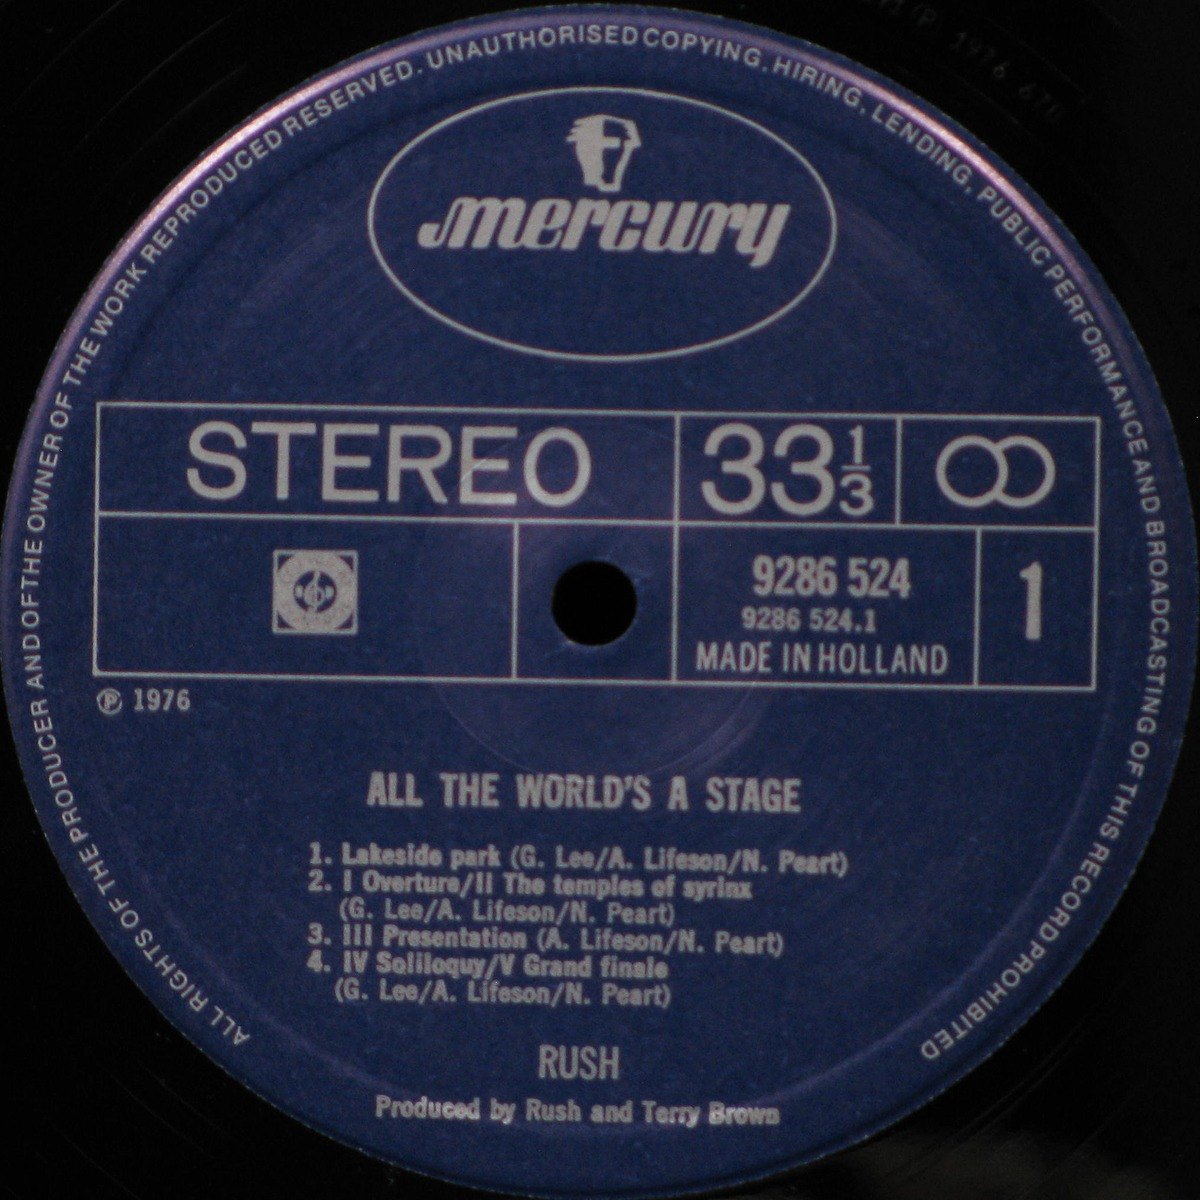 ALL RIGHTS OF THE PRODUCER AND OF THE OWNER OF THE WORK REPRODUCED RESERVED. UNAUTHORISED COPYING, HIRING, LENDING, PUBLIC PERFORMANCE AND BROADCASTING OF THIS RECORD PROHIBITED
mercury
STEREO
33 1/3
9286 524
9286 524.1
MADE IN HOLLAND
1
℗ 1976
ALL THE WORLD'S A STAGE
1. Lakeside park (G. Lee/A. Lifeson/N. Peart)
2. I Overture/II The temples of syrinx
(G. Lee/A. Lifeson/N. Peart)
3. III Presentation (A. Lifeson/N. Peart)
4. IV Soliloquy/V Grand finale
(G. Lee/A. Lifeson/N. Peart)
RUSH
Produced by Rush and Terry Brown